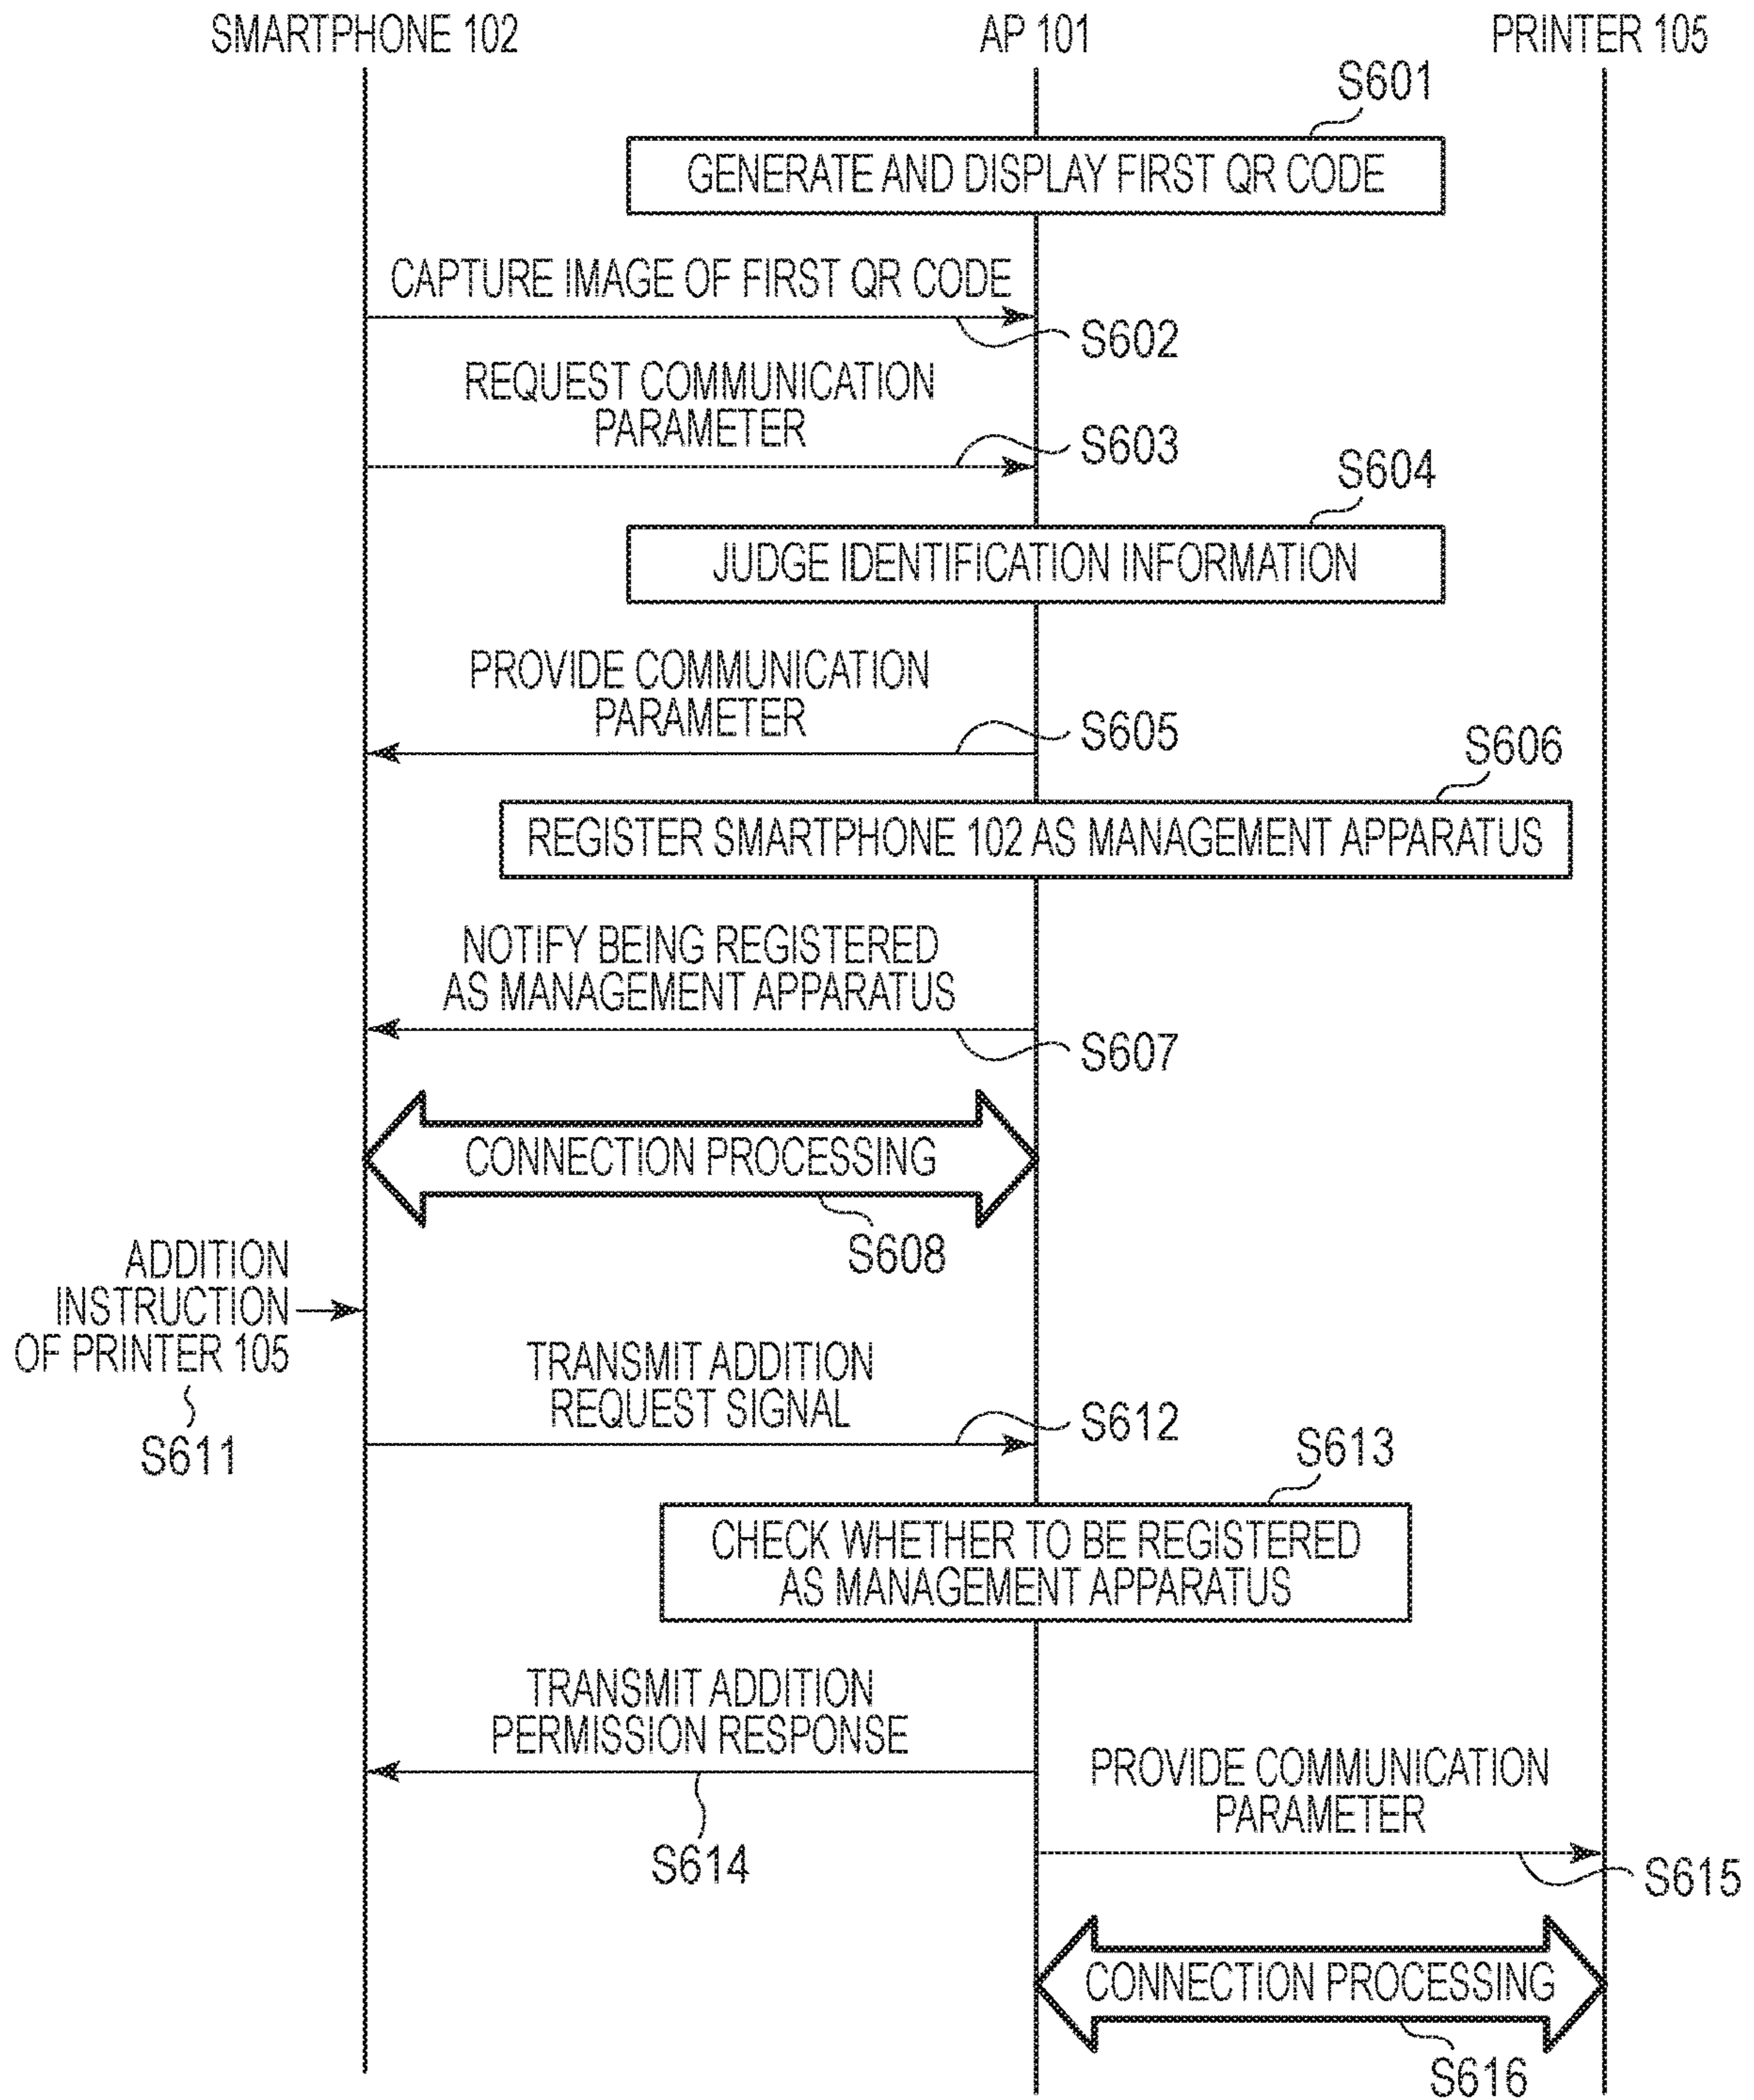 SMARTPHONE 102
AP 101
PRINTER 105
S601
GENERATE AND DISPLAY FIRST QR CODE
CAPTURE IMAGE OF FIRST QR CODE
S602
REQUEST COMMUNICATION
PARAMETER
S603
S604
JUDGE IDENTIFICATION INFORMATION
PROVIDE COMMUNICATION
PARAMETER
S605
S606
REGISTER SMARTPHONE 102 AS MANAGEMENT APPARATUS
NOTIFY BEING REGISTERED
AS MANAGEMENT APPARATUS
S607
CONNECTION PROCESSING
S608
ADDITION
INSTRUCTION
OF PRINTER 105
S611
TRANSMIT ADDITION
REQUEST SIGNAL
S612
S613
CHECK WHETHER TO BE REGISTERED
AS MANAGEMENT APPARATUS
TRANSMIT ADDITION
PERMISSION RESPONSE
S614
PROVIDE COMMUNICATION
PARAMETER
S615
CONNECTION PROCESSING
S616